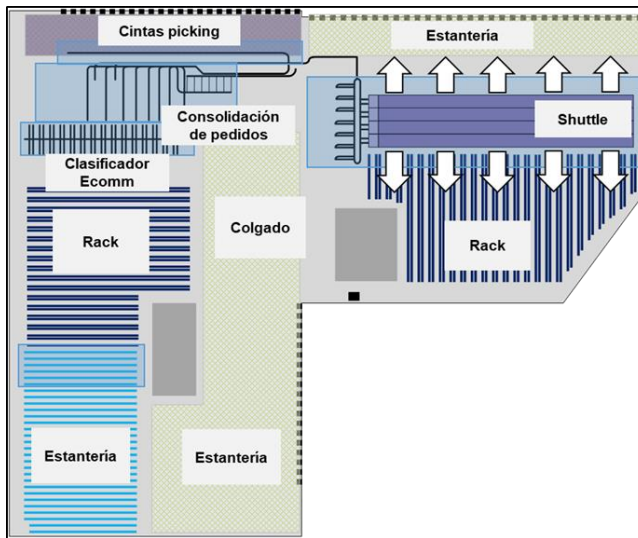 Cintas picking
Estantería
Shuttle
Consolidación
de pedidos
Clasificador
Ecomm
Rack
Colgado
Rack
Estantería
Estantería